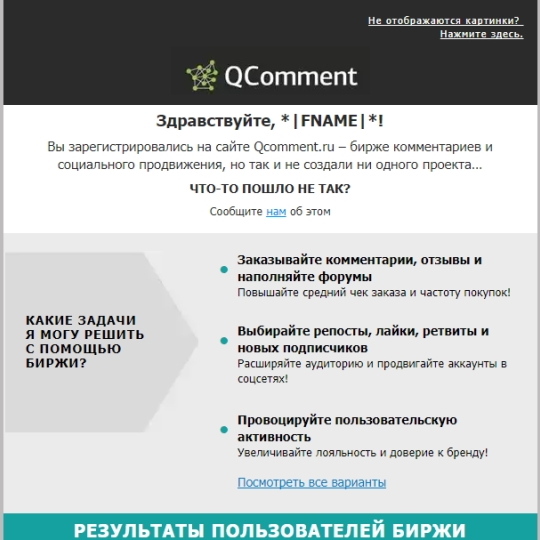 Не отображаются картинки?
Нажмите здесь.
QComment
Здравствуйте, *|FNAME|*!
Вы зарегистрировались на сайте Qcomment.ru – бирже комментариев и
социального продвижения, но так и не создали ни одного проекта...
ЧТО-ТО ПОШЛО НЕ ТАК?
Сообщите нам об этом
КАКИЕ ЗАДАЧИ
Я МОГУ РЕШИТЬ
С ПОМОЩЬЮ
БИРЖИ?
Заказывайте комментарии, отзывы и
наполняйте форумы
Повышайте средний чек заказа и частоту покупок!
Выбирайте репосты, лайки, ретвиты и
новых подписчиков
Расширяйте аудиторию и продвигайте аккаунты в
соцсетях!
Провоцируйте пользовательскую
активность
Увеличивайте лояльность и доверие к бренду!
Посмотреть все варианты
РЕЗУЛЬТАТЫ ПОЛЬЗОВАТЕЛЕЙ БИРЖИ